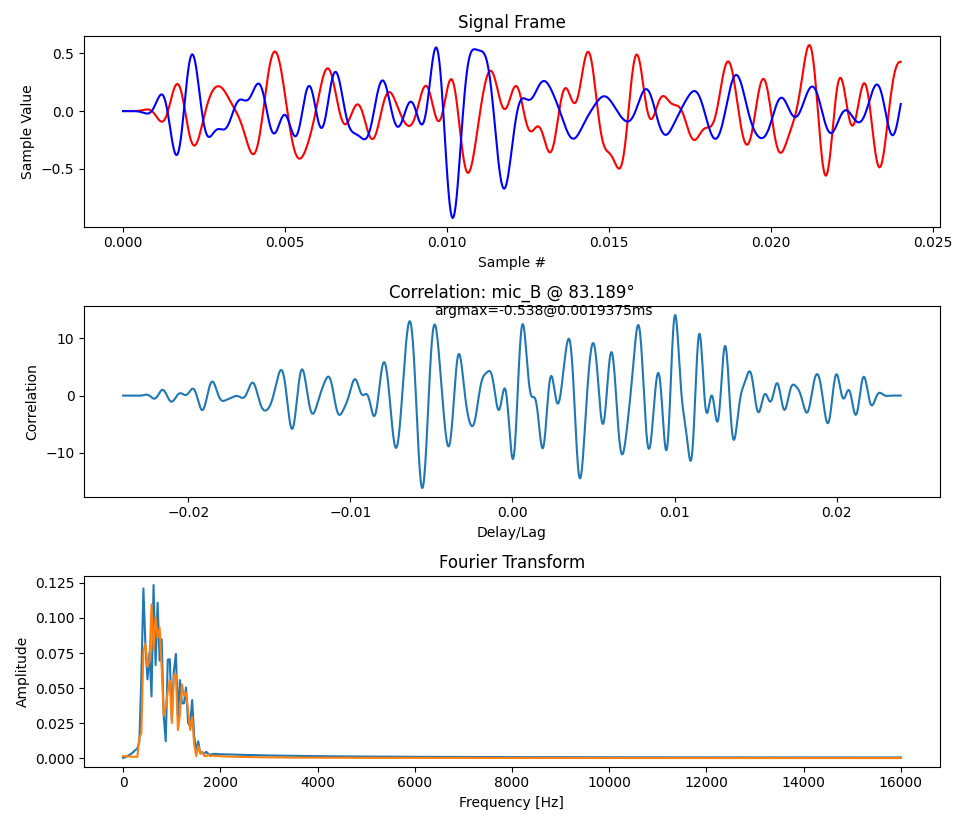 Signal Frame
0.5
0.0
−0.5
Sample Value
0.000 0.005 0.010 0.015 0.020 0.025
Sample #
Correlation: mic_B @ 83.189°
argmax=-0.538@0.0019375ms
10
0
−10
Correlation
−0.02 −0.01 0.00 0.01 0.02
Delay/Lag
Fourier Transform
0.125
0.100
0.075
0.050
0.025
0.000
Amplitude
0 2000 4000 6000 8000 10000 12000 14000 16000
Frequency [Hz]